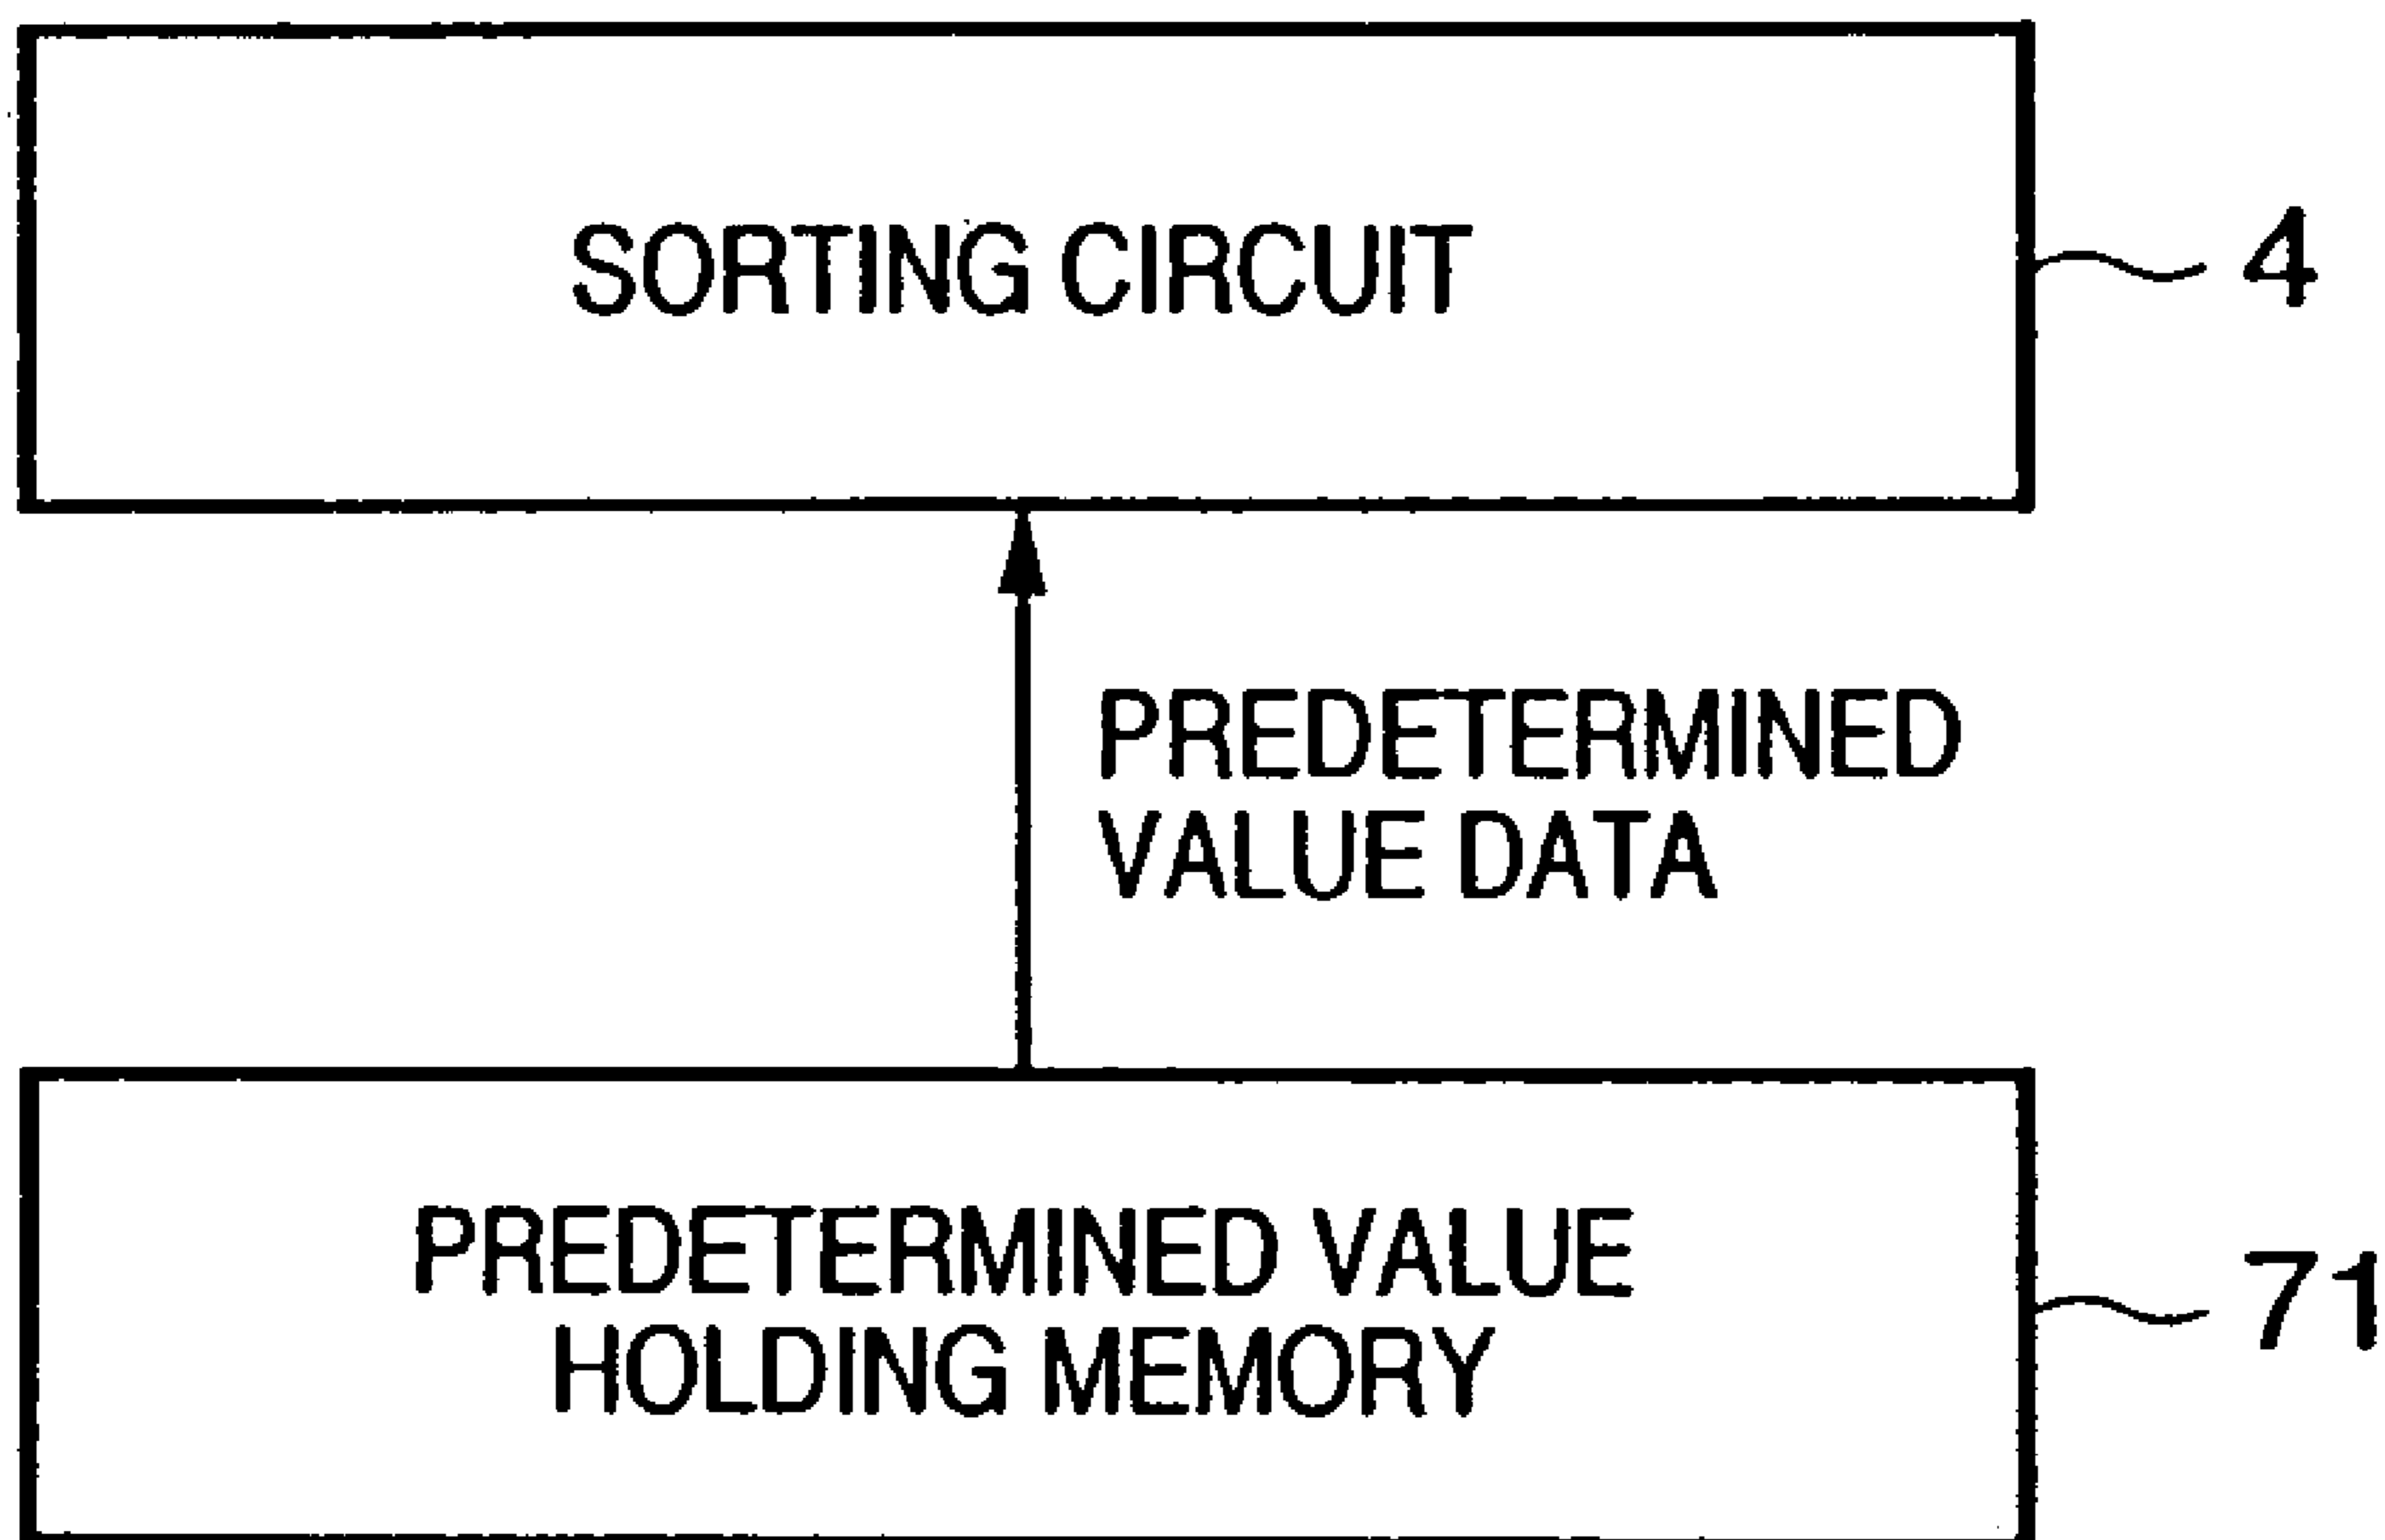 SORTING CIRCUIT
4
PREDETERMINED
VALUE DATA
PREDETERMINED VALUE
HOLDING MEMORY
71